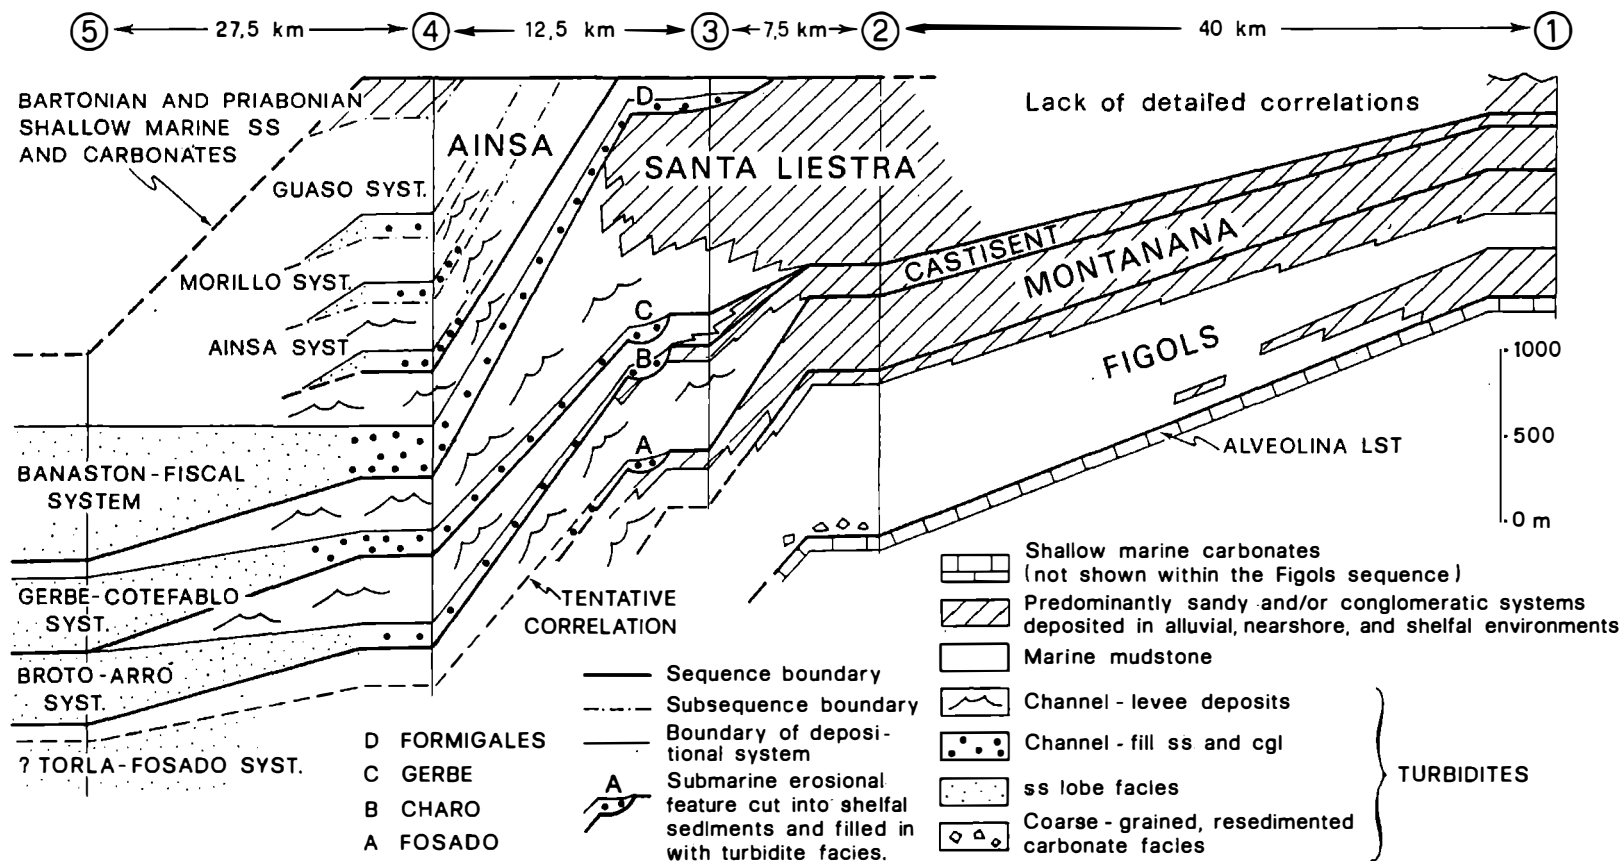 5 27,5 km 4 12,5 km 3 7,5 km 2 40 km 1
BARTONIAN AND PRIABONIAN
SHALLOW MARINE SS
AND CARBONATES
GUASO SYST.
MORILLO SYST.
AINSA SYST
BANASTON-FISCAL
SYSTEM
GERBE-COTEFABLO
SYST.
BROTO-ARRO
SYST.
? TORLA-FOSADO SYST.
AINSA
D
SANTA LIESTRA
C
B
A
Lack of detailed correlations
CASTISENT
MONTANANA
FIGOLS
ALVEOLINA LST
1000
500
0 m
TENTATIVE
CORRELATION
D FORMIGALES
C GERBE
B CHARO
A FOSADO
Sequence boundary
Subsequence boundary
Boundary of depos-
itional system
A
Submarine erosional
feature cut into shelfal
sediments and filled in
with turbidite facies.
Shallow marine carbonates
(not shown within the Figols sequence)
Predominantly sandy and/or conglomeratic systems
deposited in alluvial, nearshore, and shelfal environments
Marine mudstone
Channel-levee deposits
Channel-fill ss and cgl
ss lobe facies
Coarse-grained, resedimented
carbonate facies
TURBIDITES